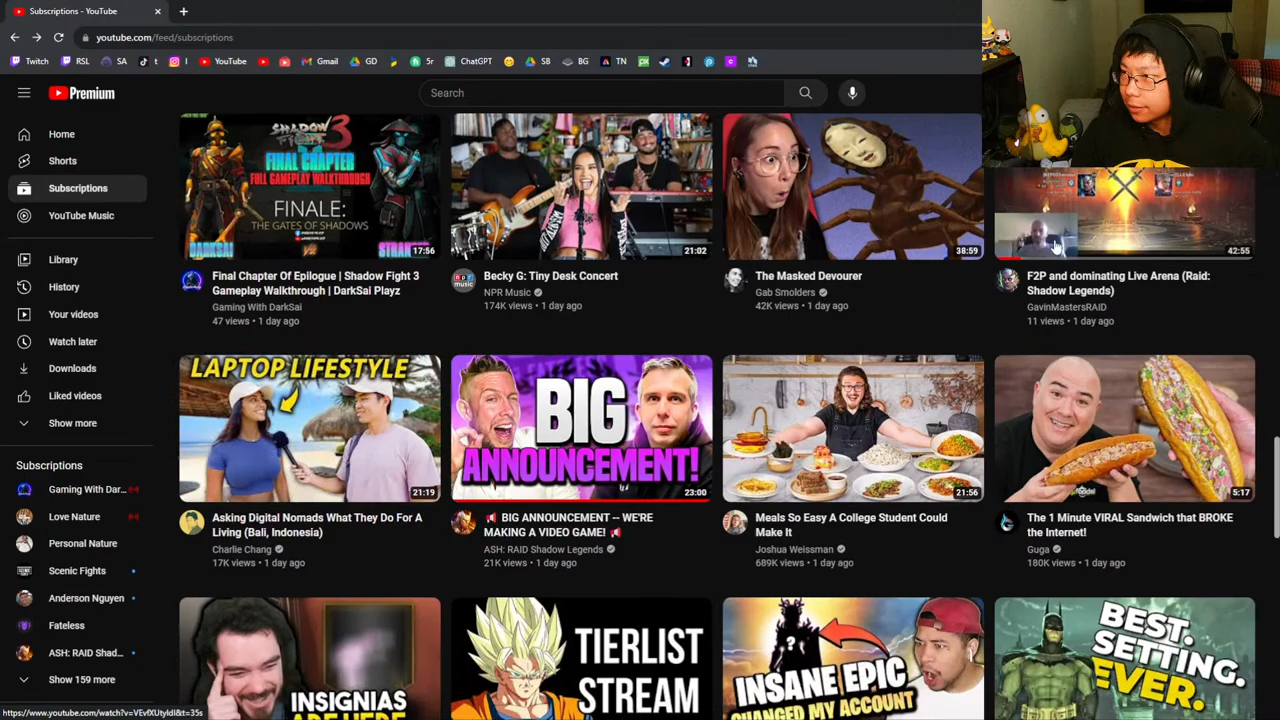 Subscriptions - YouTube
youtube.com/feed/subscriptions
Twitch
RSL
SA
t
I
YouTube
Gmail
GD
5r
ChatGPT
SB
BG
TN
Premium
Search
Home
Shorts
Subscriptions
YouTube Music
Library
History
Your videos
Watch later
Downloads
Liked videos
Show more
Subscriptions
Gaming With Dar...
Love Nature
Personal Nature
Scenic Fights
Anderson Nguyen
Fateless
ASH: RAID Shad...
Show 159 more
SHADOW
FIGHT 3
FINAL CHAPTER
FULL GAMEPLAY WALKTHROUGH
FINALE:
THE GATES OF SHADOWS
DARKSAI
17:56
Final Chapter Of Epilogue | Shadow Fight 3
Gameplay Walkthrough | DarkSai Playz
Gaming With DarkSai
47 views • 1 day ago
21:02
Becky G: Tiny Desk Concert
NPR Music
174K views • 1 day ago
38:59
The Masked Devourer
Gab Smolders
42K views • 1 day ago
42:55
F2P and dominating Live Arena (Raid:
Shadow Legends)
GavinMastersRAID
11 views • 1 day ago
LAPTOP LIFESTYLE
21:19
Asking Digital Nomads What They Do For A
Living (Bali, Indonesia)
Charlie Chang
17K views • 1 day ago
BIG
ANNOUNCEMENT!
23:00
BIG ANNOUNCEMENT -- WE'RE
MAKING A VIDEO GAME!
ASH: RAID Shadow Legends
21K views • 1 day ago
21:56
Meals So Easy A College Student Could
Make It
Joshua Weissman
689K views • 1 day ago
5:17
The 1 Minute VIRAL Sandwich that BROKE
the Internet!
Guga
180K views • 1 day ago
INSIGNIAS
ARE HERE
TIERLIST
STREAM
INSANE EPIC
CHANGED MY ACCOUNT
BEST.
SETTING.
EVER.
https://www.youtube.com/watch?v=VEvfXUtyIdI&t=35s